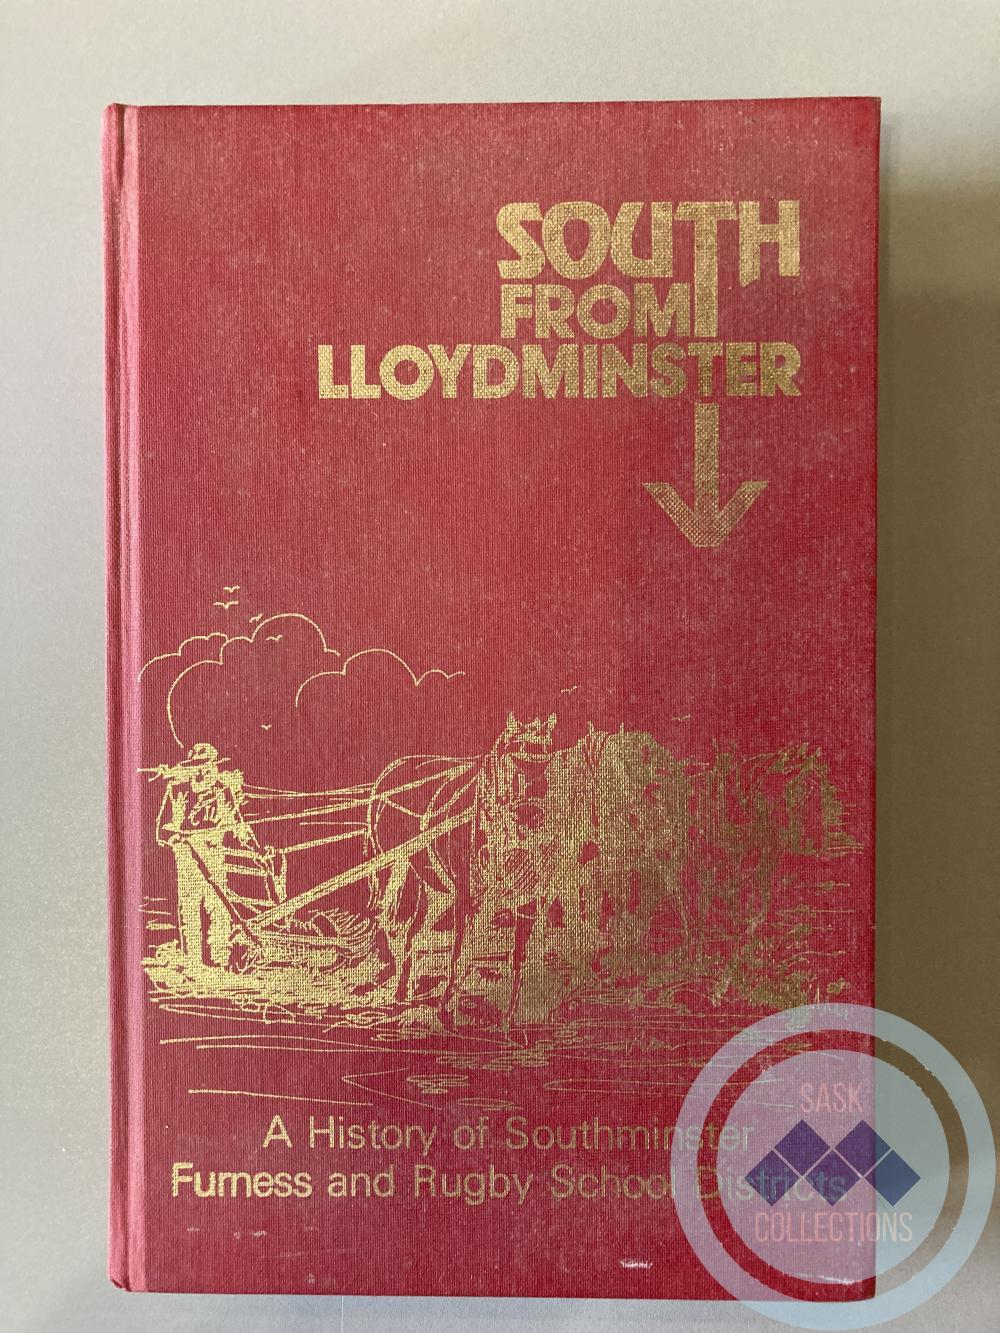 SOUTH
FROM
LLOYDMINSTER
A History of Southminster
Furness and Rugby School Districts
SASK
COLLECTIONS